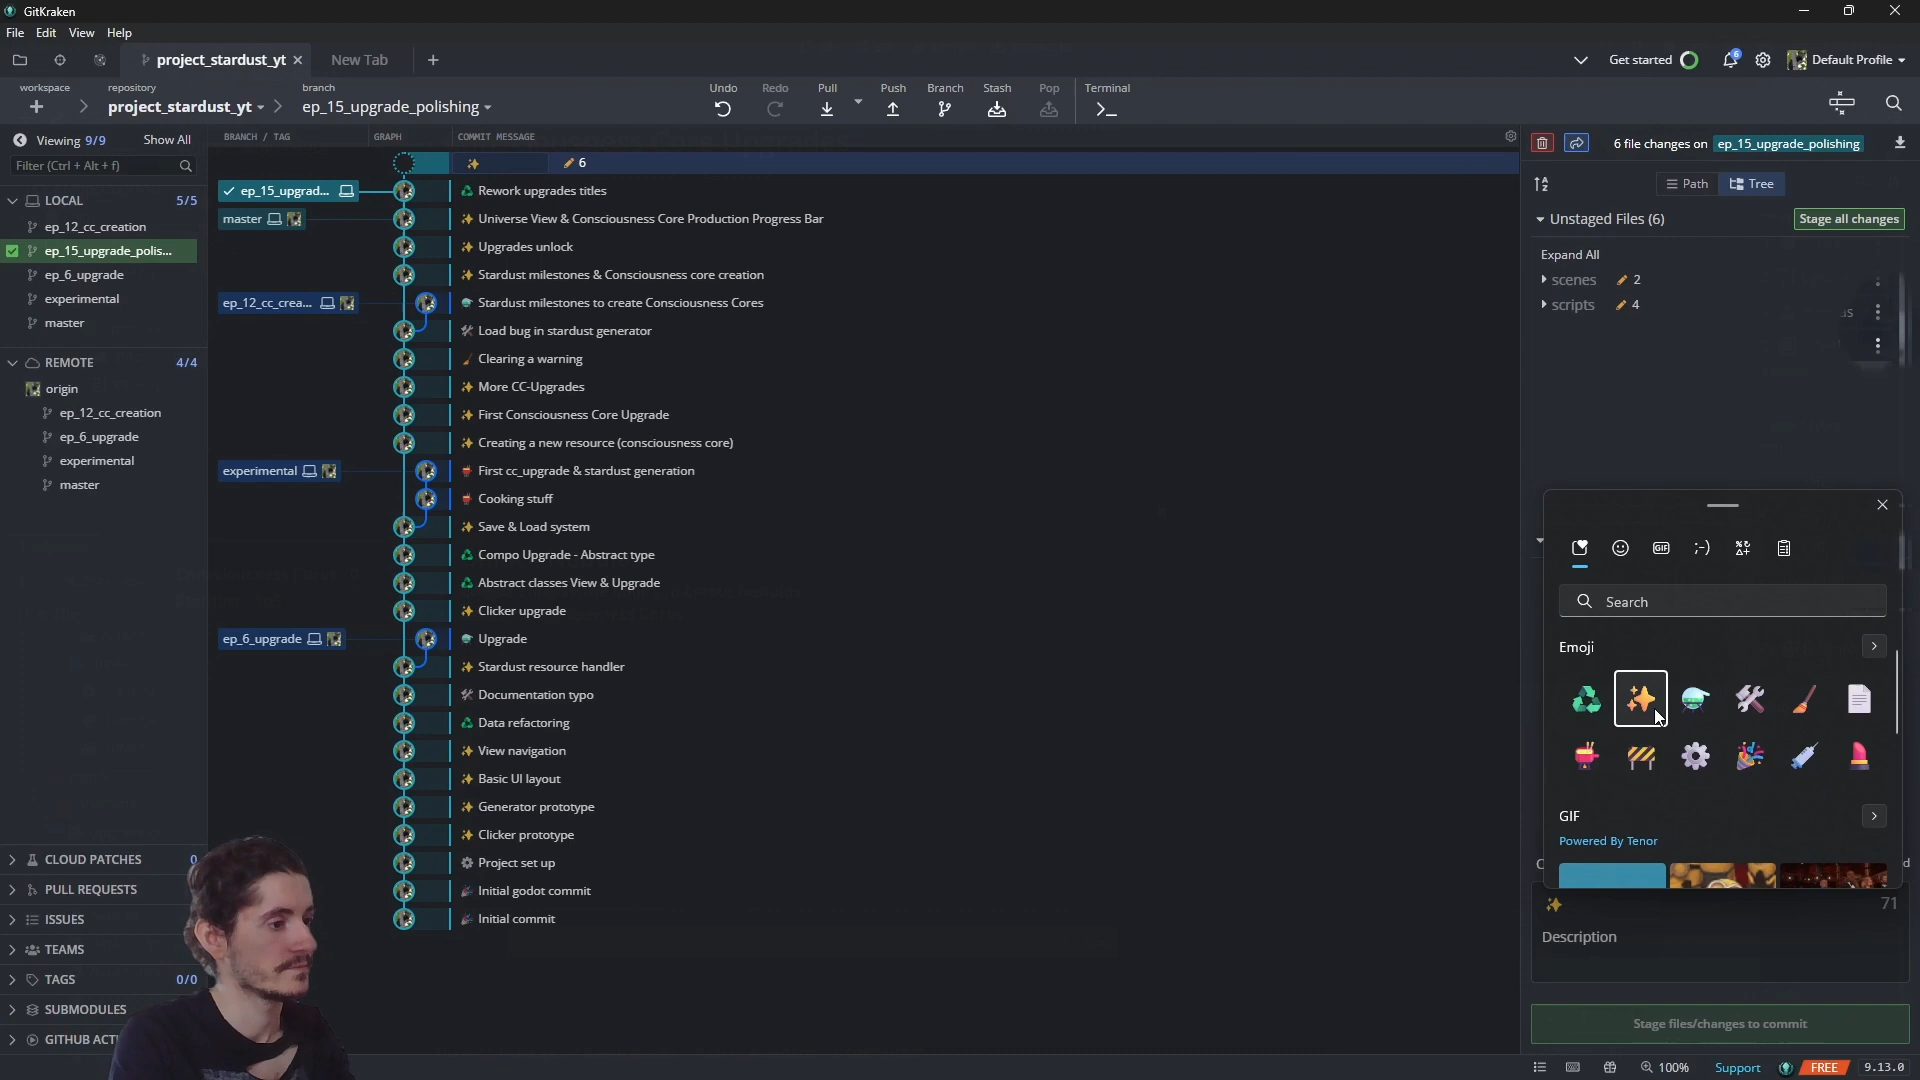 GitKraken
File Edit View Help
project_stardust_yt
New Tab
Get started
6
Default Profile
workspace
repository
project_stardust_yt
branch
ep_15_upgrade_polishing
Undo
Redo
Pull
Push
Branch
Stash
Pop
Terminal
Viewing 9/9
Show All
Filter (Ctrl + Alt + f)
LOCAL 5/5
ep_12_cc_creation
ep_15_upgrade_polis...
ep_6_upgrade
experimental
master
REMOTE 4/4
origin
ep_12_cc_creation
ep_6_upgrade
experimental
master
CLOUD PATCHES 0
PULL REQUESTS
ISSUES
TEAMS
TAGS 0/0
SUBMODULES
GITHUB ACTI
BRANCH / TAG
GRAPH
COMMIT MESSAGE
6
ep_15_upgrad...
Rework upgrades titles
master
Universe View & Consciousness Core Production Progress Bar
Upgrades unlock
Stardust milestones & Consciousness core creation
ep_12_cc_crea...
Stardust milestones to create Consciousness Cores
Load bug in stardust generator
Clearing a warning
More CC-Upgrades
First Consciousness Core Upgrade
Creating a new resource (consciousness core)
experimental
First cc_upgrade & stardust generation
Cooking stuff
Save & Load system
Compo Upgrade - Abstract type
Abstract classes View & Upgrade
Clicker upgrade
ep_6_upgrade
Upgrade
Stardust resource handler
Documentation typo
Data refactoring
View navigation
Basic UI layout
Generator prototype
Clicker prototype
Project set up
Initial godot commit
Initial commit
6 file changes on ep_15_upgrade_polishing
Path
Tree
Unstaged Files (6)
Stage all changes
Expand All
scenes 2
scripts 4
Search
Emoji
GIF
Powered By Tenor
71
Description
Stage files/changes to commit
100%
Support
FREE
9.13.0